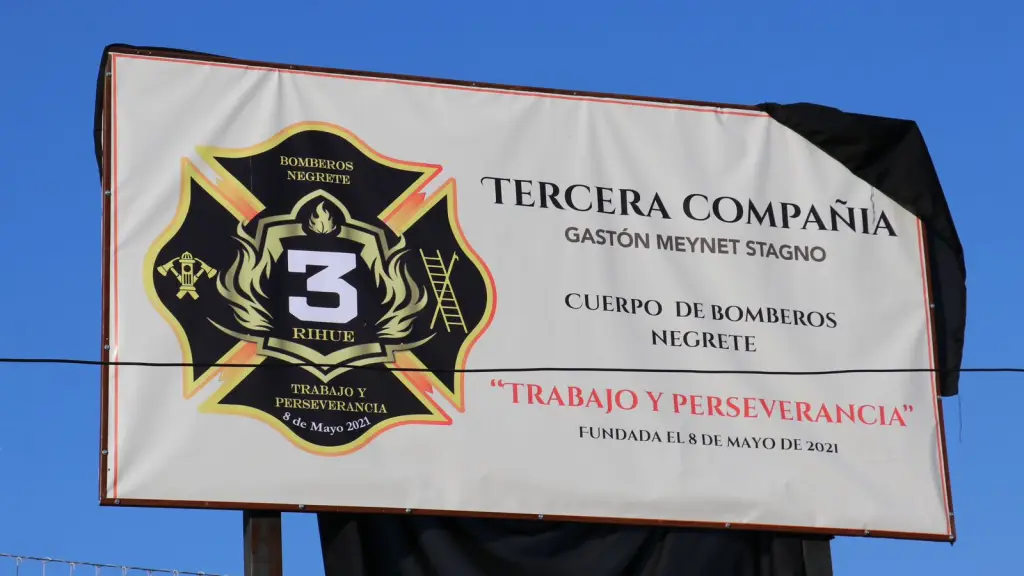 BOMBEROS
NEGRETE
3
RIHUE
TRABAJO Y
PERSEVERANCIA
8 de Mayo 2021
TERCERA COMPAÑIA
GASTÓN MEYNET STAGNO
CUERPO DE BOMBEROS
NEGRETE
“TRABAJO Y PERSEVERANCIA”
FUNDADA EL 8 DE MAYO DE 2021